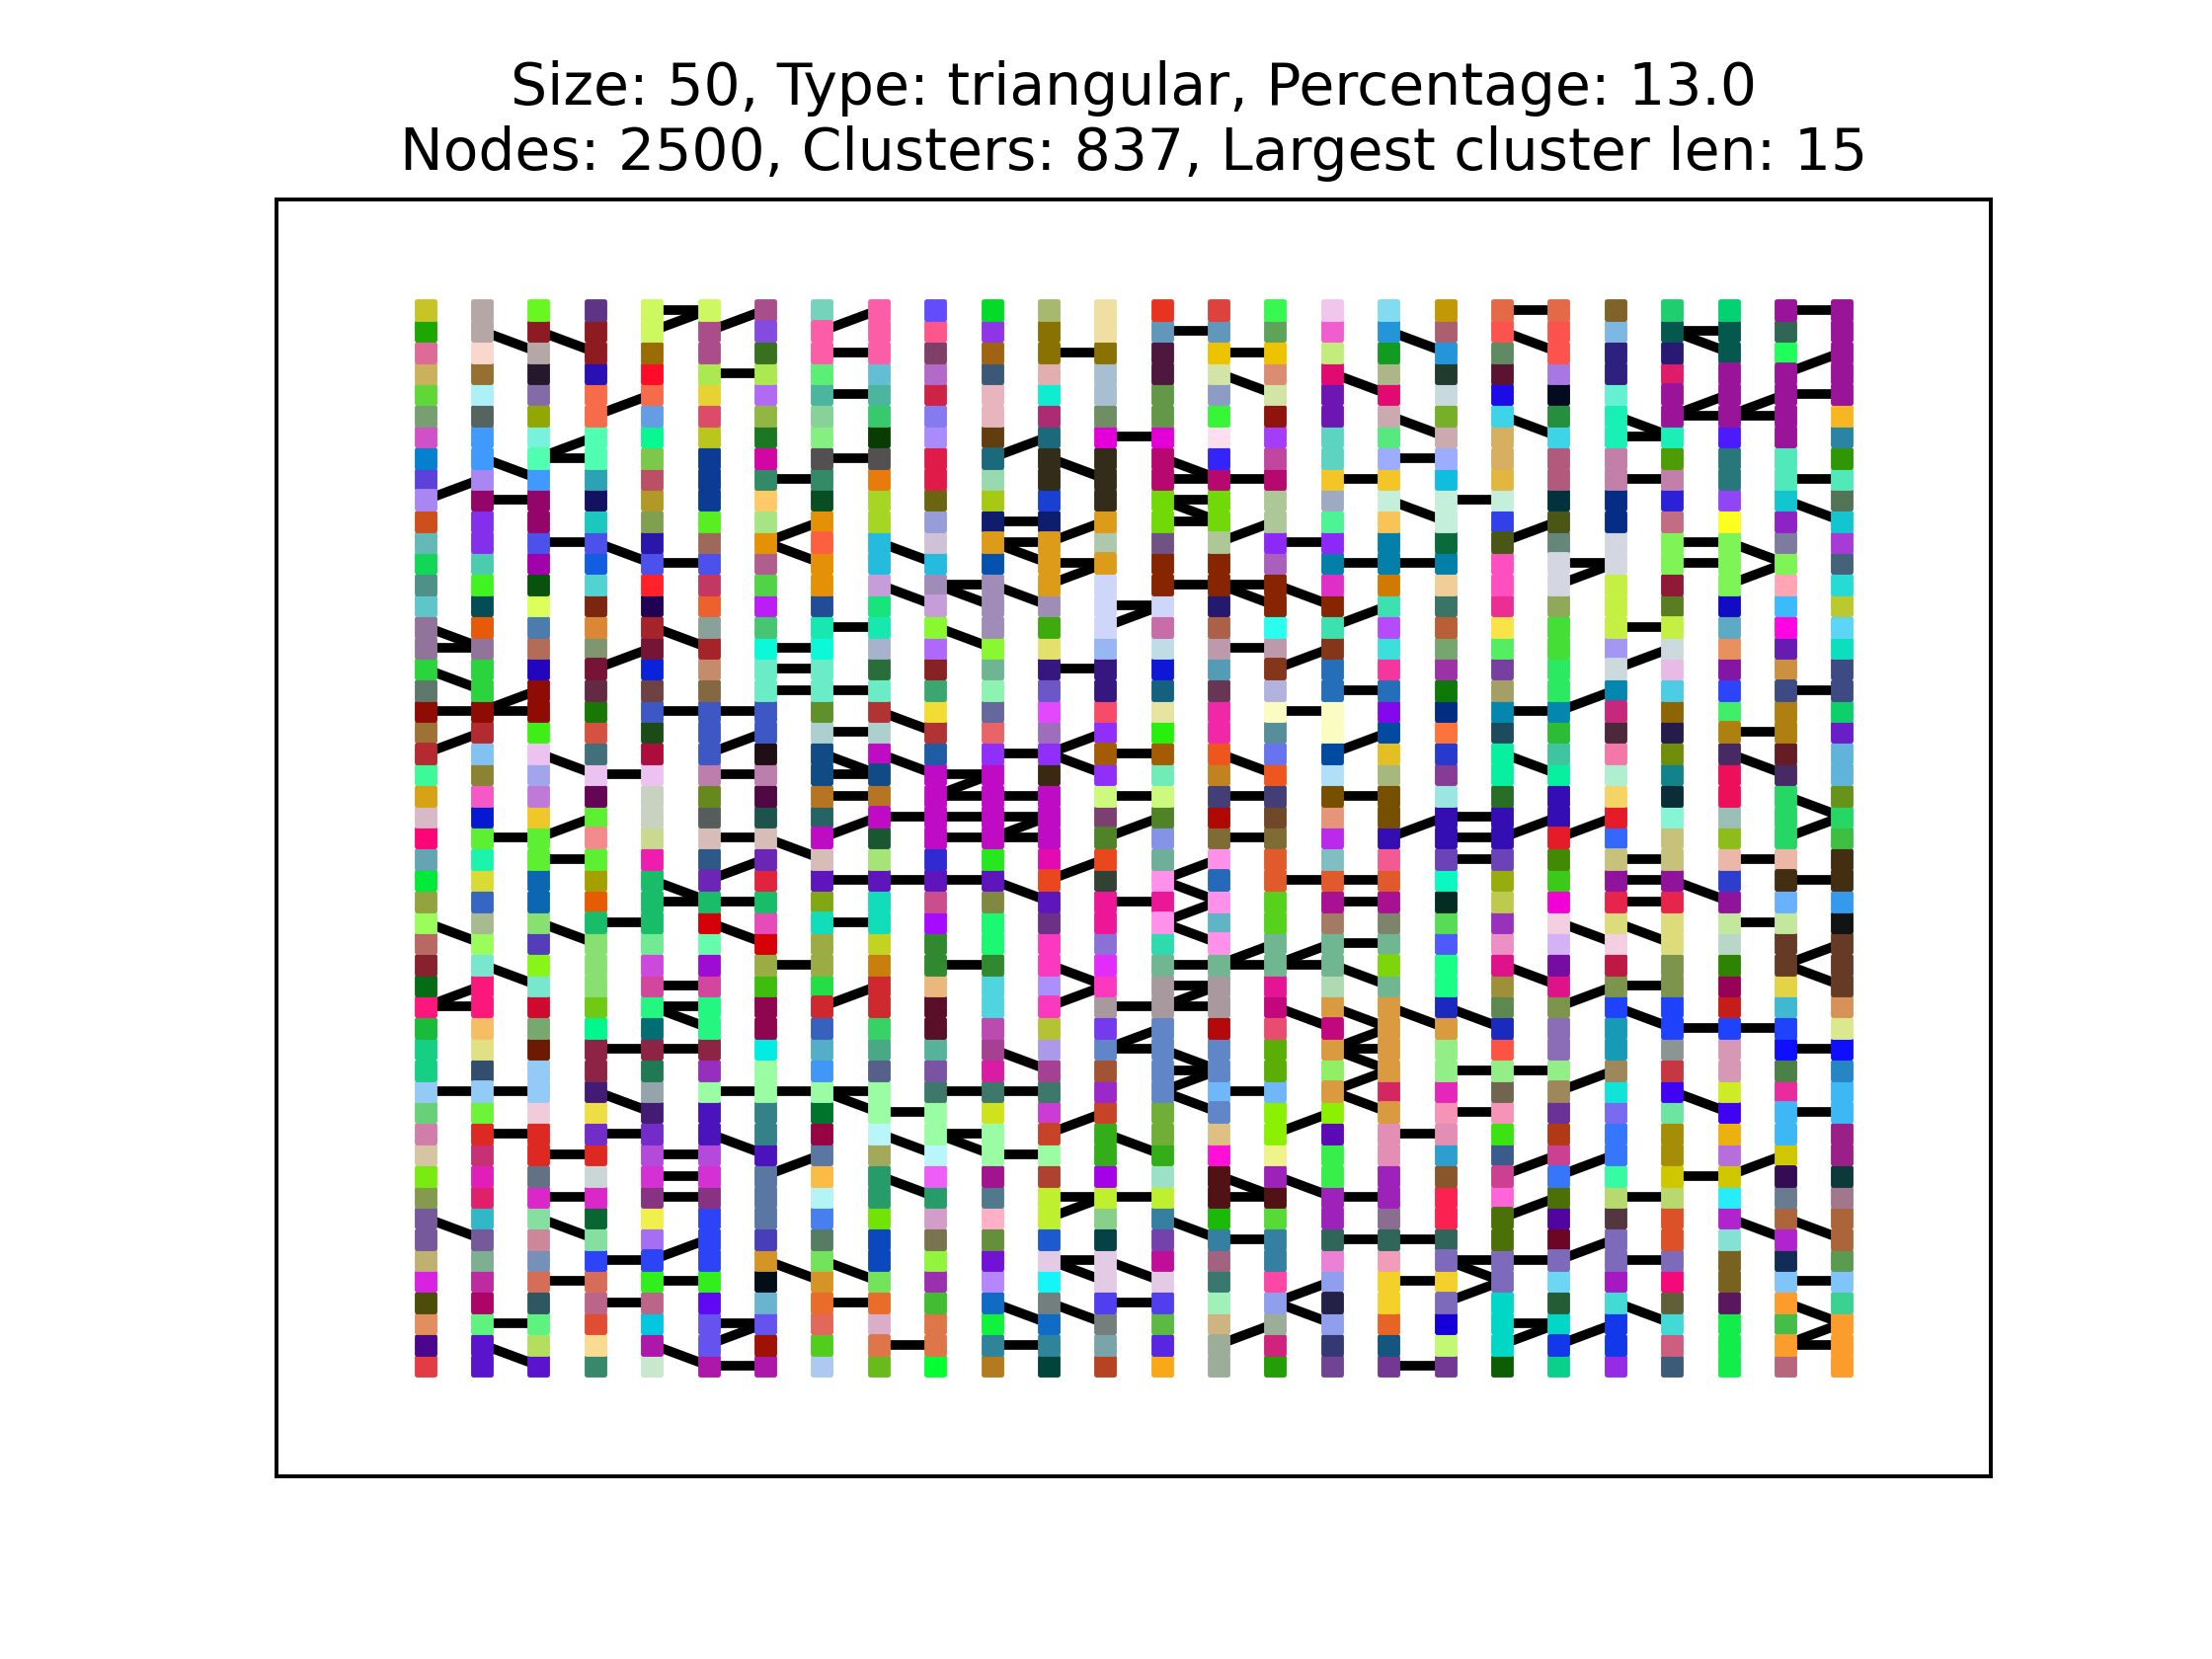 Size: 50, Type: triangular, Percentage: 13.0
Nodes: 2500, Clusters: 837, Largest cluster len: 15